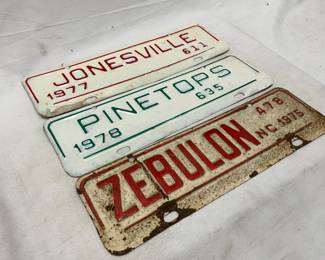 JONESVILLE
1977 611
PINETOPS
1978 635
ZEBULON A78
NC 1975